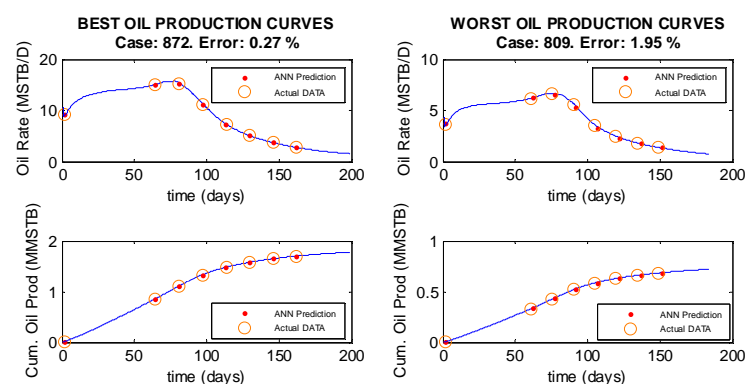 BEST OIL PRODUCTION CURVES
Case: 872. Error: 0.27 %
20
10
0
Oil Rate (MSTB/D)
ANN Prediction
Actual DATA
0 50 100 150 200
time (days)
WORST OIL PRODUCTION CURVES
Case: 809. Error: 1.95 %
10
5
0
Oil Rate (MSTB/D)
ANN Prediction
Actual DATA
0 50 100 150 200
time (days)
2
1
0
Cum. Oil Prod (MMSTB)
ANN Prediction
Actual DATA
0 50 100 150 200
time (days)
1
0.5
0
Cum. Oil Prod (MMSTB)
ANN Prediction
Actual DATA
0 50 100 150 200
time (days)